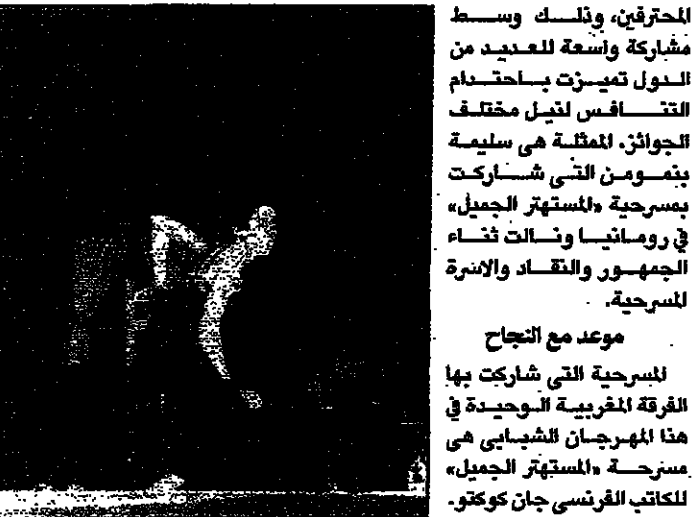 المحترفين، وذلك وسط
مشاركة واسعة للعديد من
الدول تميزت باحتدام
التنافس لنيل مختلف
الجوائز. الممثلة هي سليمة
بنمومن التي شاركت
بمسرحية «المستهتر الجميل»
في رومانيا ونالت ثناء
الجمهور والنقاد والاسرة
المسرحية.
موعد مع النجاح
المسرحية التي شاركت بها
الفرقة المغربية الوحيدة في
هذا المهرجان الشبابي هي
مسرحة «المستهتر الجميل»
للكاتب الفرنسي جان كوكتو.